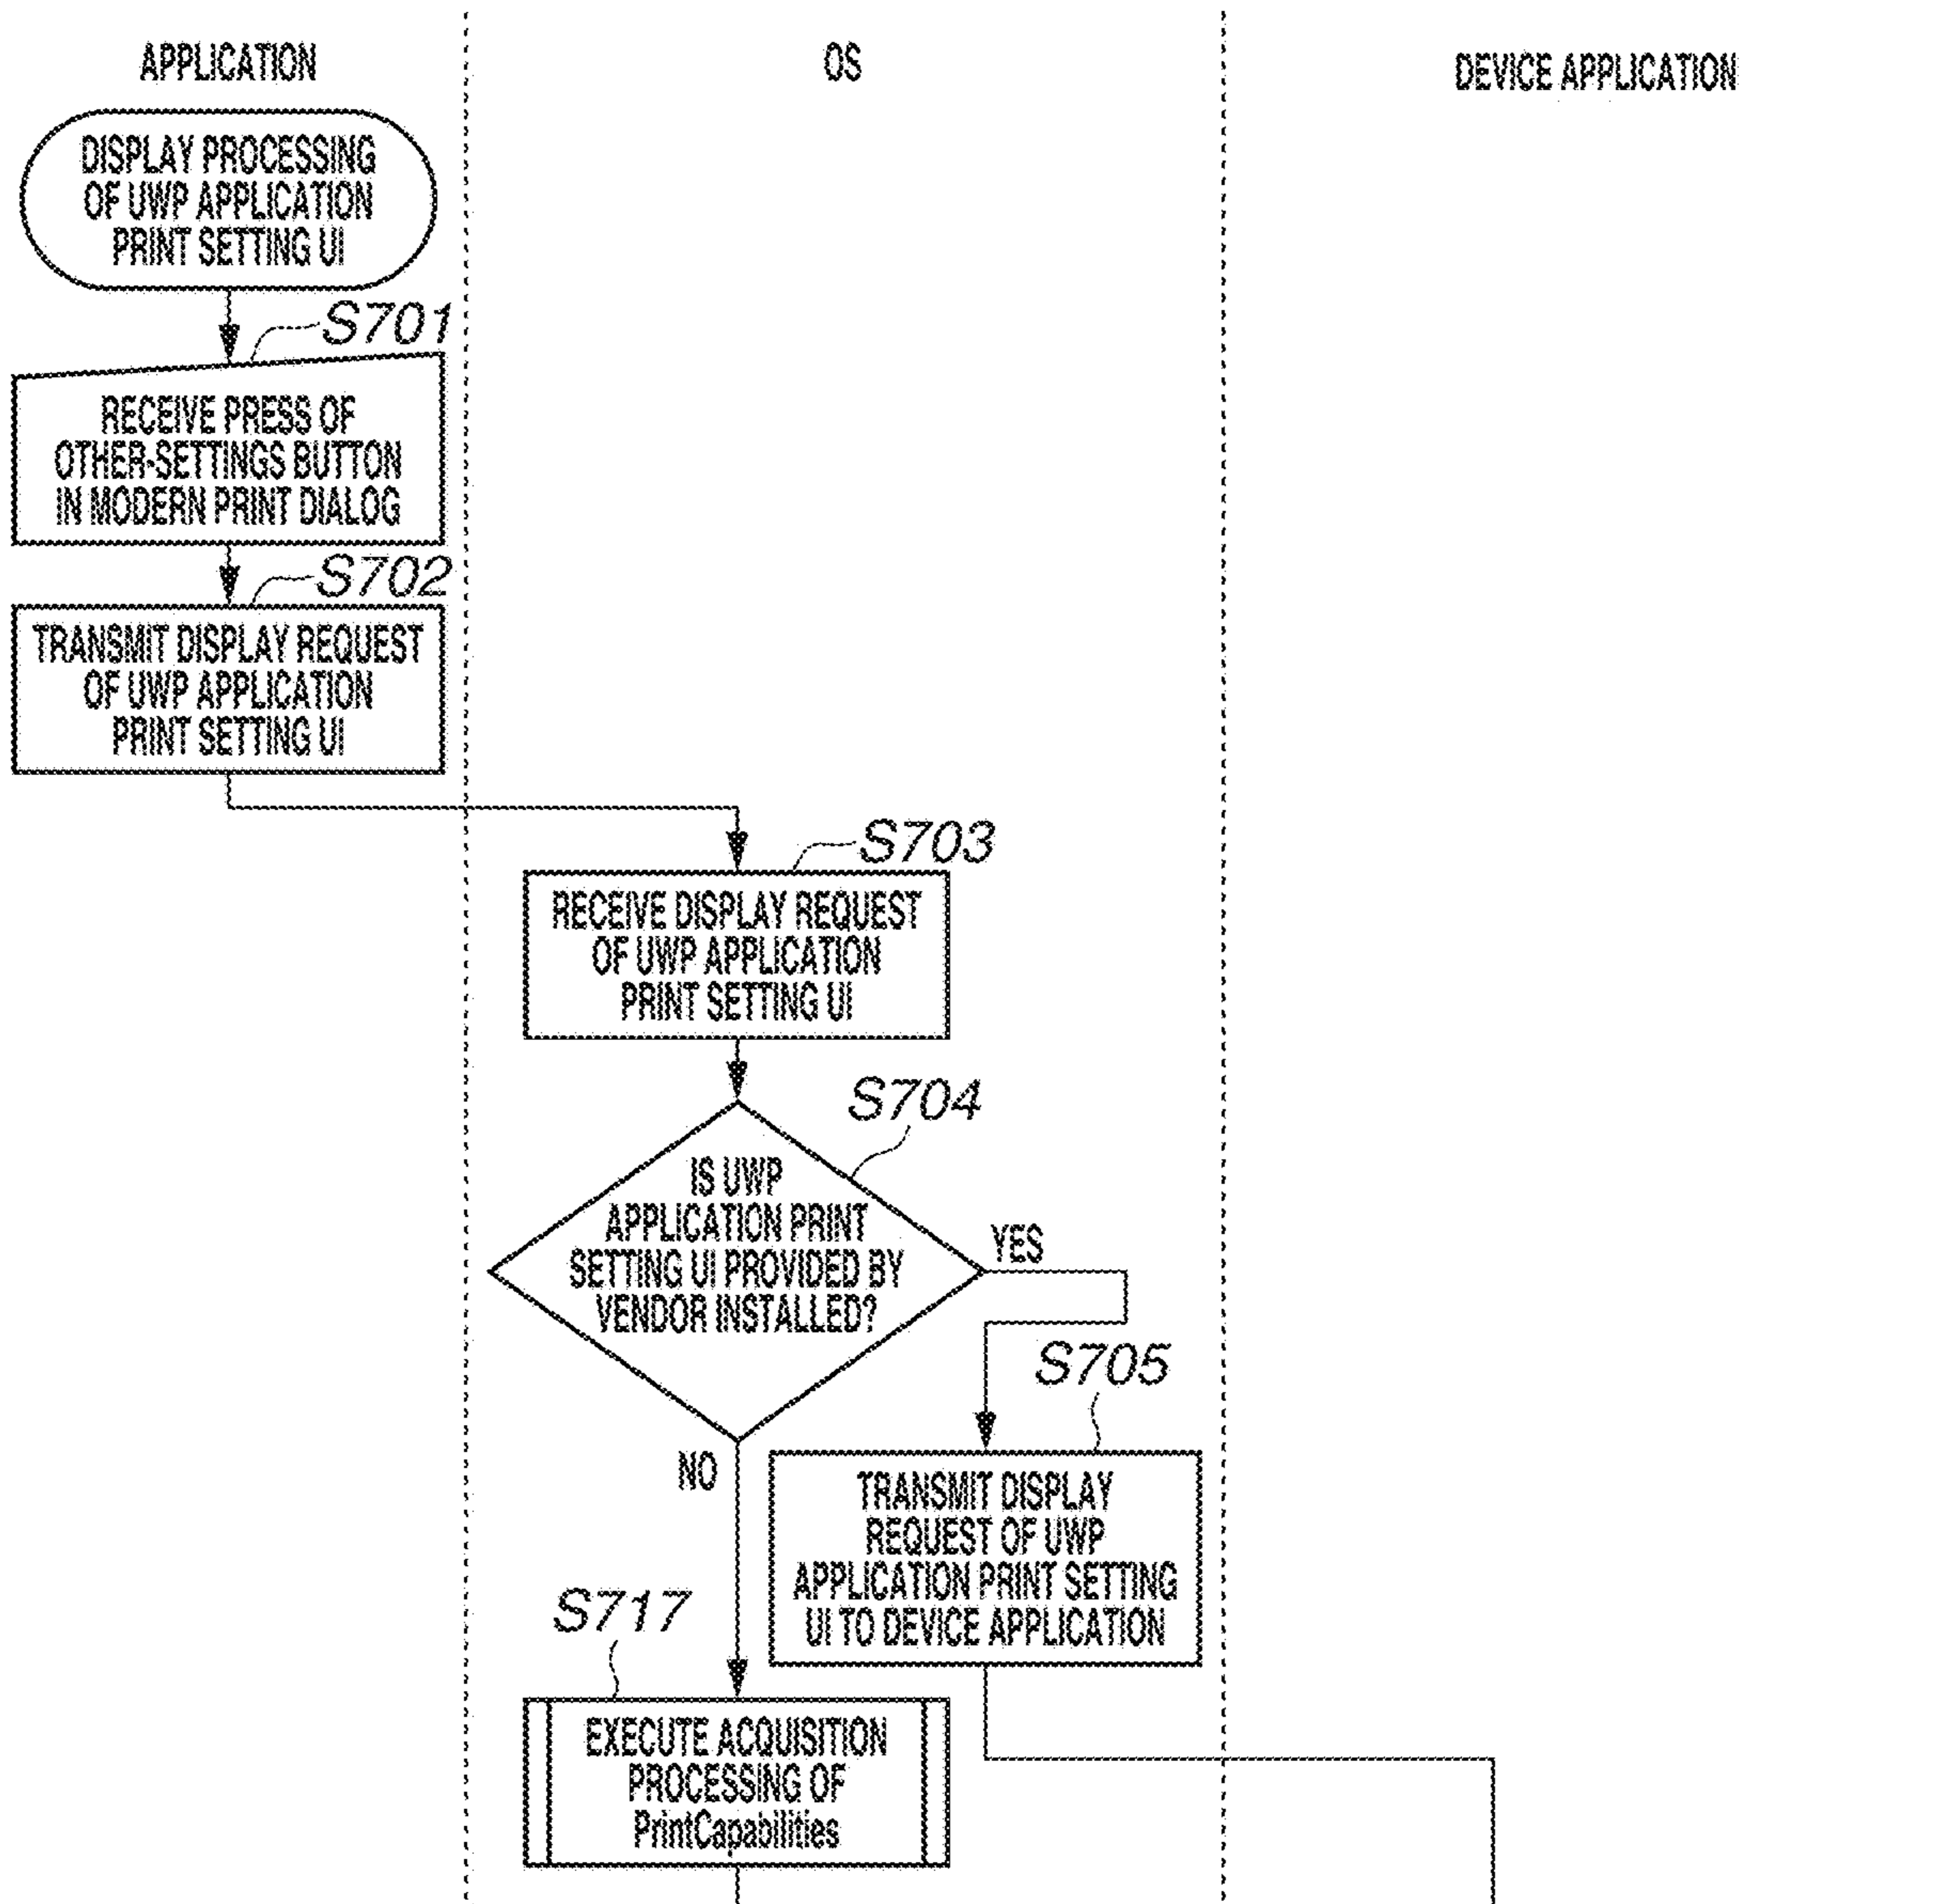 APPLICATION
OS
DEVICE APPLICATION
DISPLAY PROCESSING
OF UWP APPLICATION
PRINT SETTING UI
S701
RECEIVE PRESS OF
OTHER-SETTINGS BUTTON
IN MODERN PRINT DIALOG
S702
TRANSMIT DISPLAY REQUEST
OF UWP APPLICATION
PRINT SETTING UI
S703
RECEIVE DISPLAY REQUEST
OF UWP APPLICATION
PRINT SETTING UI
S704
IS UWP
APPLICATION PRINT
SETTING UI PROVIDED BY
VENDOR INSTALLED?
YES
NO
S705
TRANSMIT DISPLAY
REQUEST OF UWP
APPLICATION PRINT SETTING
UI TO DEVICE APPLICATION
S717
EXECUTE ACQUISITION
PROCESSING OF
PrintCapabilities